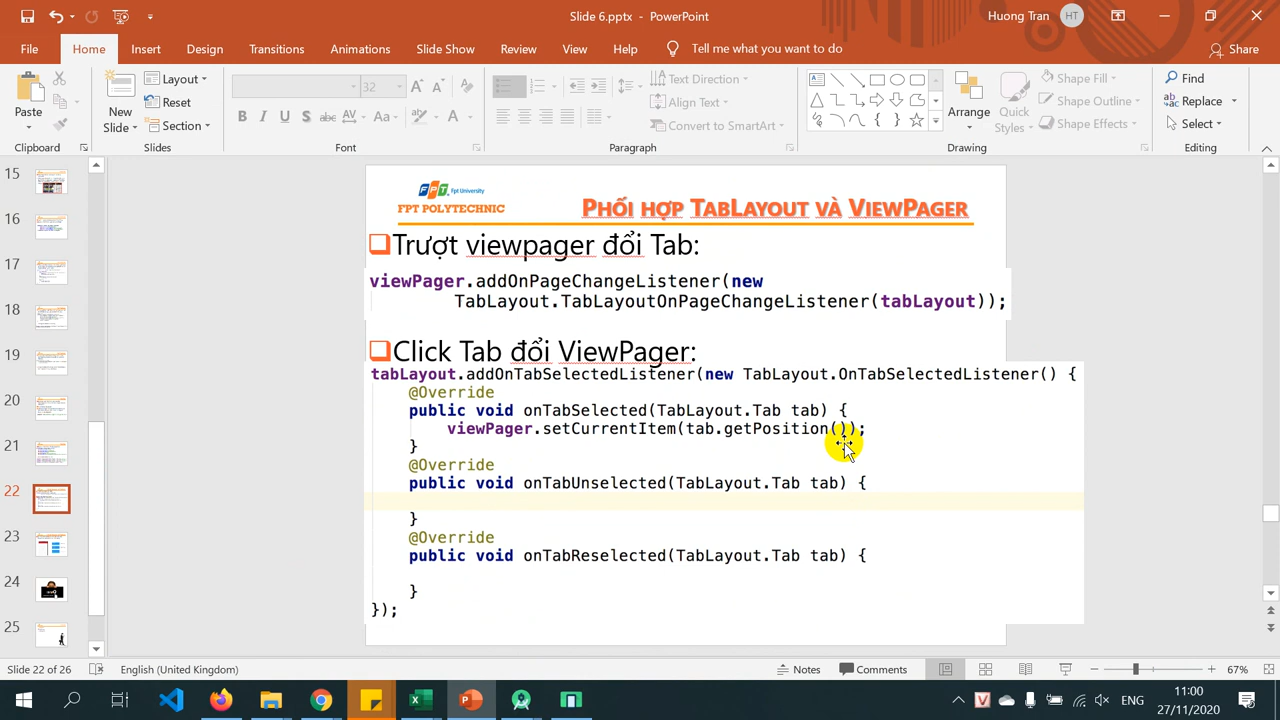 Slide 6.pptx - PowerPoint
Huong Tran
HT
File Home Insert Design Transitions Animations Slide Show Review View Help Tell me what you want to do Share
Paste
New Slide
Layout
Reset
Section
32
Text Direction
Align Text
Convert to SmartArt
Arrange
Quick Styles
Shape Fill
Shape Outline
Shape Effects
Find
Replace
Select
Clipboard Slides Font Paragraph Drawing Editing
15
16
17
18
19
20
21
22
23
24
25
FPT Fpt University
FPT POLYTECHNIC
PHỐI HỢP TABLAYOUT VÀ VIEWPAGER
Trượt viewpager đổi Tab:
viewPager.addOnPageChangeListener(new
TabLayout.TabLayoutOnPageChangeListener(tabLayout));
Click Tab đổi ViewPager:
tabLayout.addOnTabSelectedListener(new TabLayout.OnTabSelectedListener() {
@Override
public void onTabSelected(TabLayout.Tab tab) {
viewPager.setCurrentItem(tab.getPosition());
}
@Override
public void onTabUnselected(TabLayout.Tab tab) {
}
@Override
public void onTabReselected(TabLayout.Tab tab) {
}
});
Slide 22 of 26 English (United Kingdom) Notes Comments 67%
ENG
11:00
27/11/2020